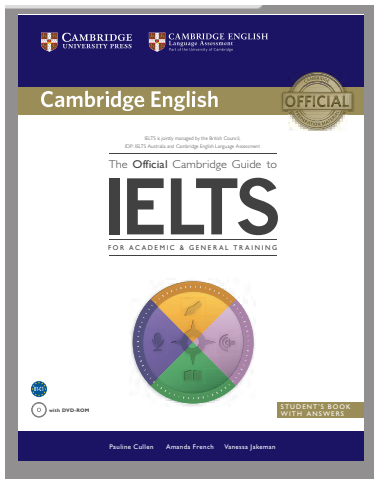 CAMBRIDGE
UNIVERSITY PRESS
CAMBRIDGE ENGLISH
Language Assessment
Part of the University of Cambridge
Cambridge English
OFFICIAL
IELTS is jointly managed by the British Council,
IDP: IELTS Australia and Cambridge English Language Assessment
The Official Cambridge Guide to
IELTS
FOR ACADEMIC & GENERAL TRAINING
with DVD-ROM
STUDENT'S BOOK
WITH ANSWERS
Pauline Cullen Amanda French Vanessa Jakeman